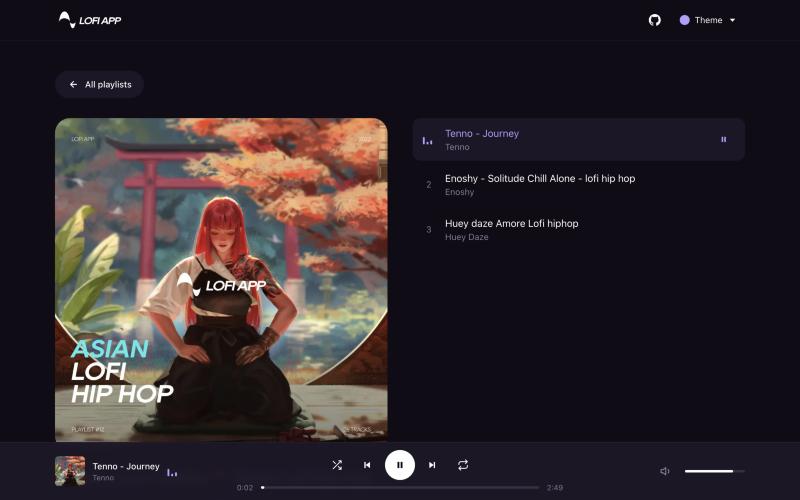 LOFI APP
Theme
All playlists
LOFI APP
2022
LOFI APP
ASIAN
LOFI
HIP HOP
PLAYLIST #12
TRACKS
Tenno - Journey
Tenno
2
Enoshy - Solitude Chill Alone - lofi hip hop
Enoshy
3
Huey daze Amore Lofi hiphop
Huey Daze
Tenno - Journey
Tenno
0:02
2:49